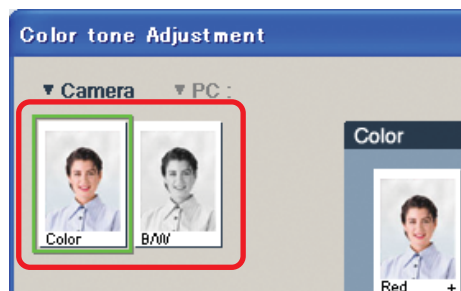 Color tone Adjustment
▼ Camera ▼ PC :
Color
Color B/W
Red +